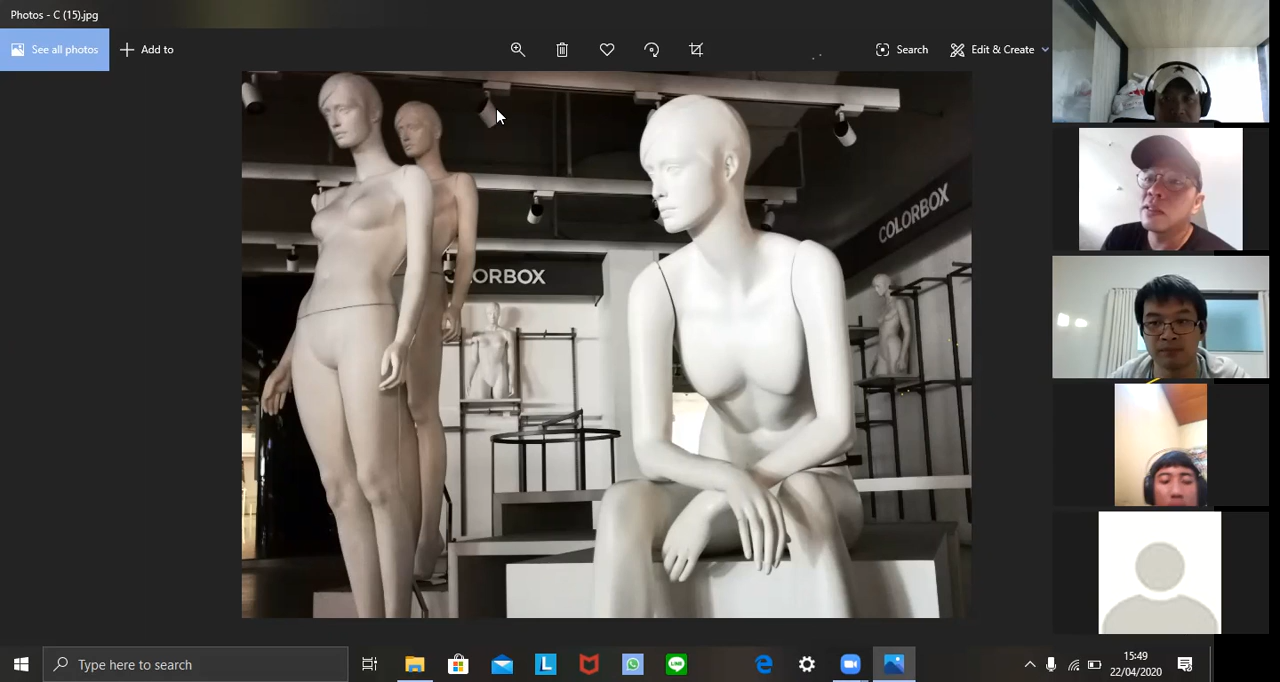 Photos - C (15).jpg
See all photos
Add to
Search
Edit & Create
COLORBOX
COLORBOX
Type here to search
L
15:49
22/04/2020